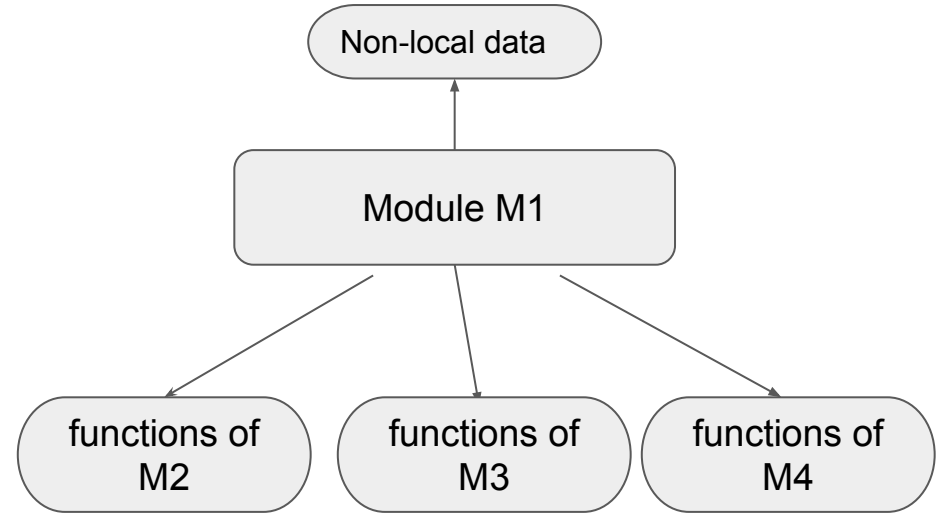 Non-local data
Module M1
functions of
M2
functions of
M3
functions of
M4